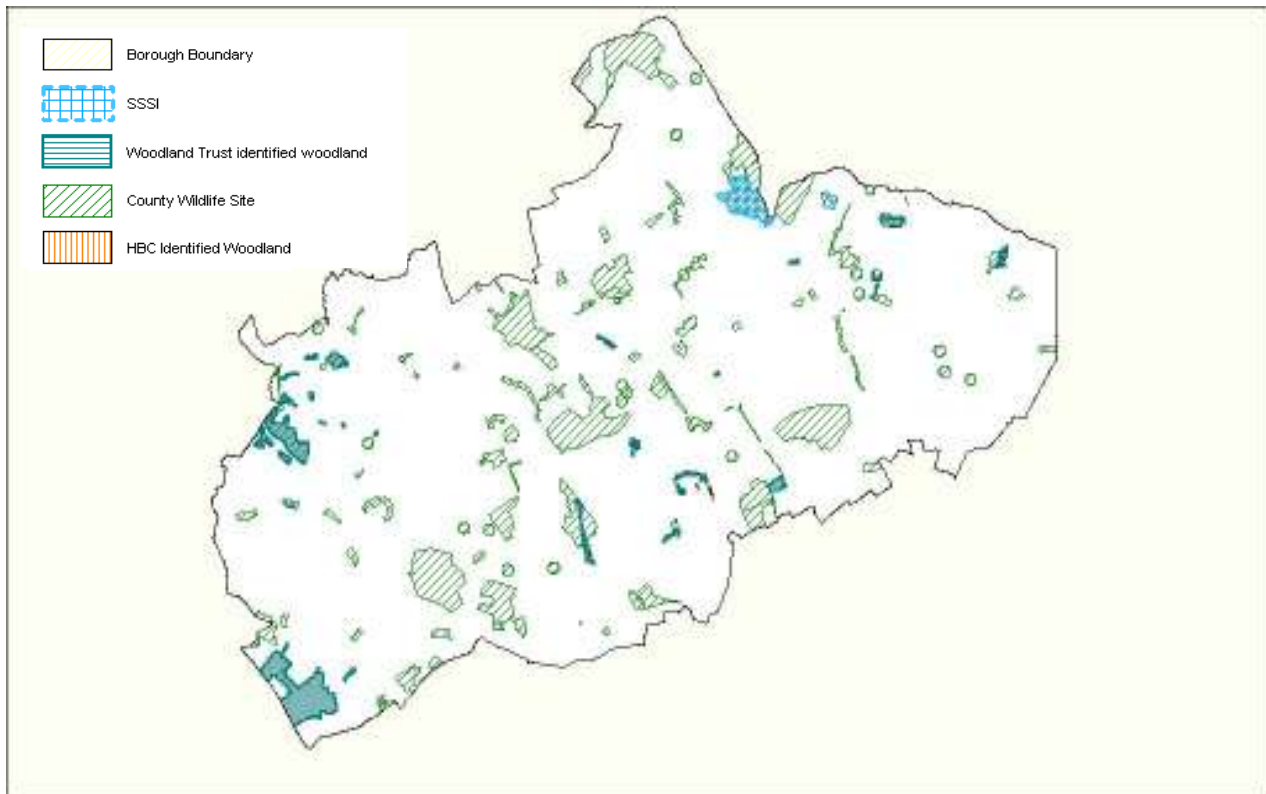 Borough Boundary
SSSI
Woodland Trust identified woodland
County Wildlife Site
HBC Identified Woodland